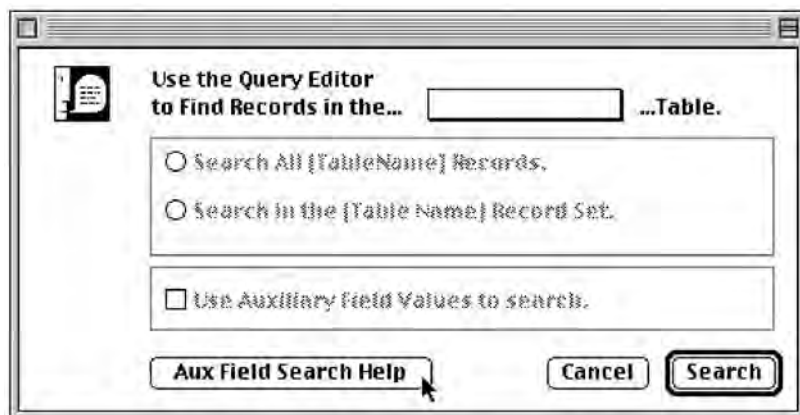 Use the Query Editor
to Find Records in the... ...Table.
Search All [TableName] Records.
Search in the [Table Name] Record Set.
Use Auxiliary Field Values to search.
Aux Field Search Help Cancel Search